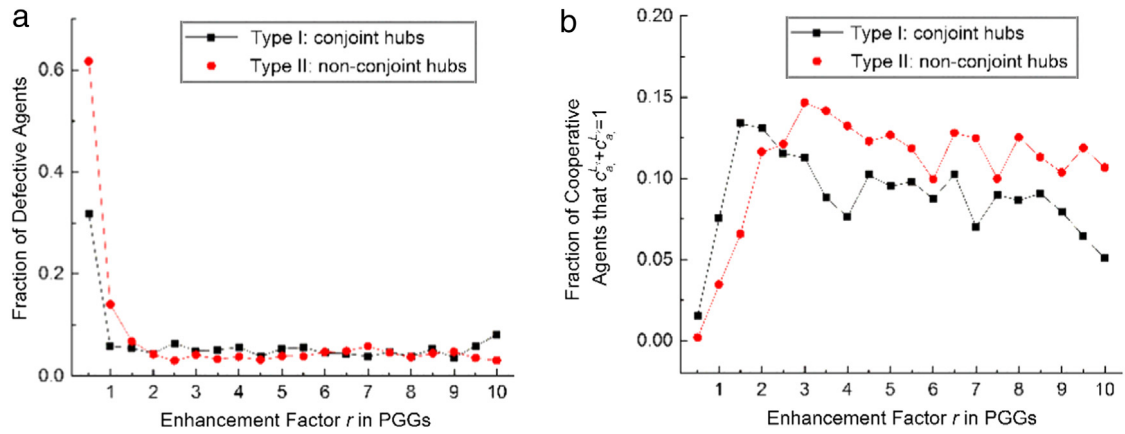 a
Type I: conjoint hubs
Type II: non-conjoint hubs
Fraction of Defective Agents
0.6
0.4
0.2
0.0
1 2 3 4 5 6 7 8 9 10
Enhancement Factor r in PGGs
b
Type I: conjoint hubs
Type II: non-conjoint hubs
Fraction of Cooperative
Agents that
0.20
0.15
0.10
0.05
0.00
1 2 3 4 5 6 7 8 9 10
Enhancement Factor r in PGGs